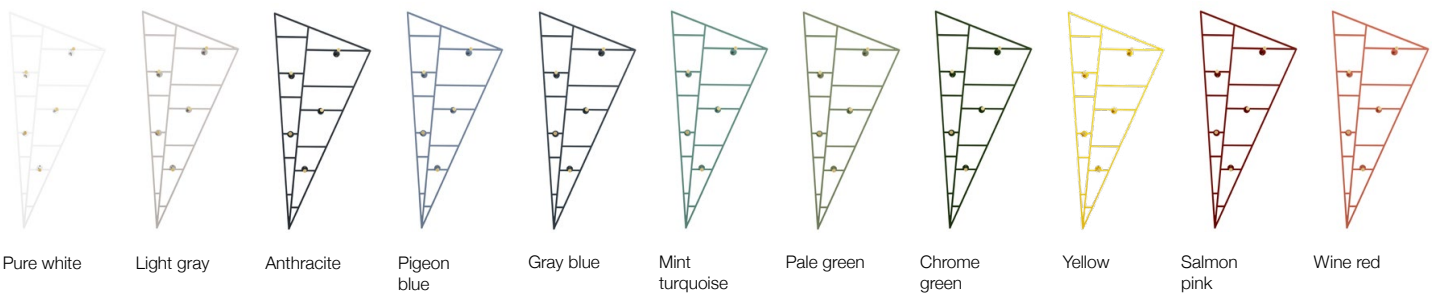 Pure white
Light gray
Anthracite
Pigeon
blue
Gray blue
Mint
turquoise
Pale green
Chrome
green
Yellow
Salmon
pink
Wine red